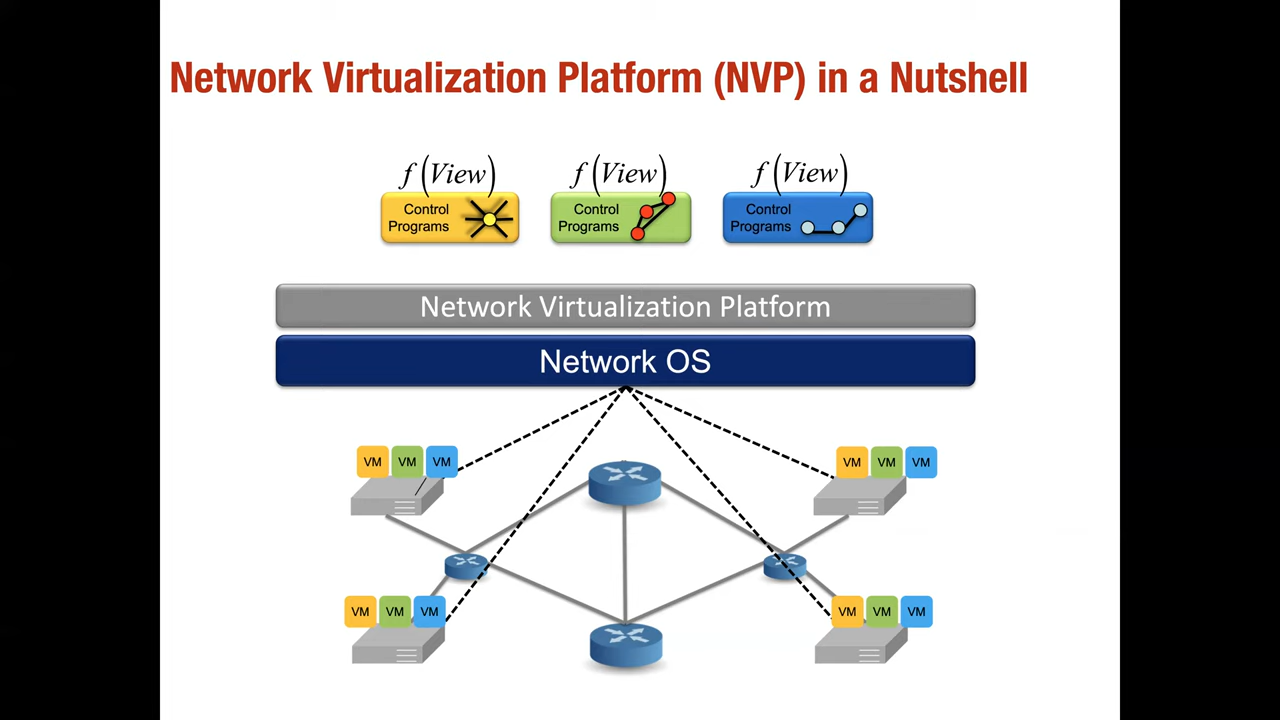 Network Virtualization Platform (NVP) in a Nutshell
f(View)
f(View)
f(View)
Control
Programs
Control
Programs
Control
Programs
Network Virtualization Platform
Network OS
VM VM VM
VM VM VM
VM VM VM
VM VM VM